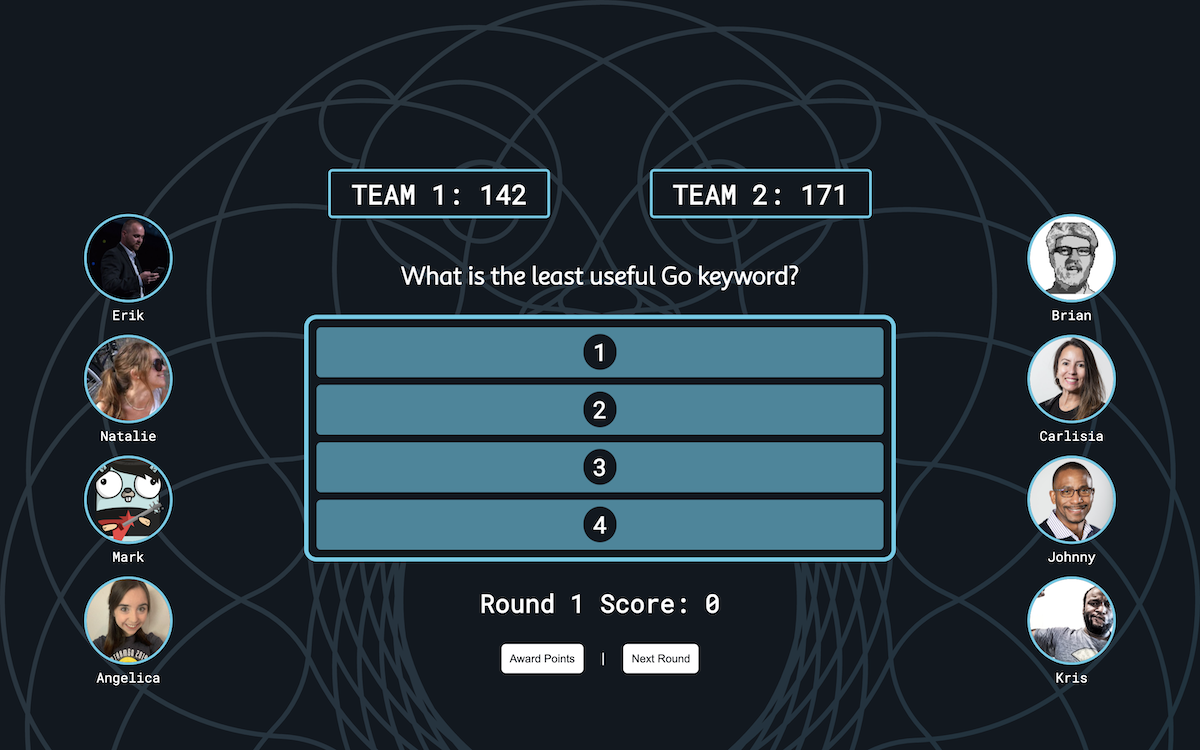 TEAM 1: 142
TEAM 2: 171
What is the least useful Go keyword?
1
2
3
4
Round 1 Score: 0
Award Points | Next Round
Erik
Natalie
Mark
Angelica
Brian
Carlisia
Johnny
Kris